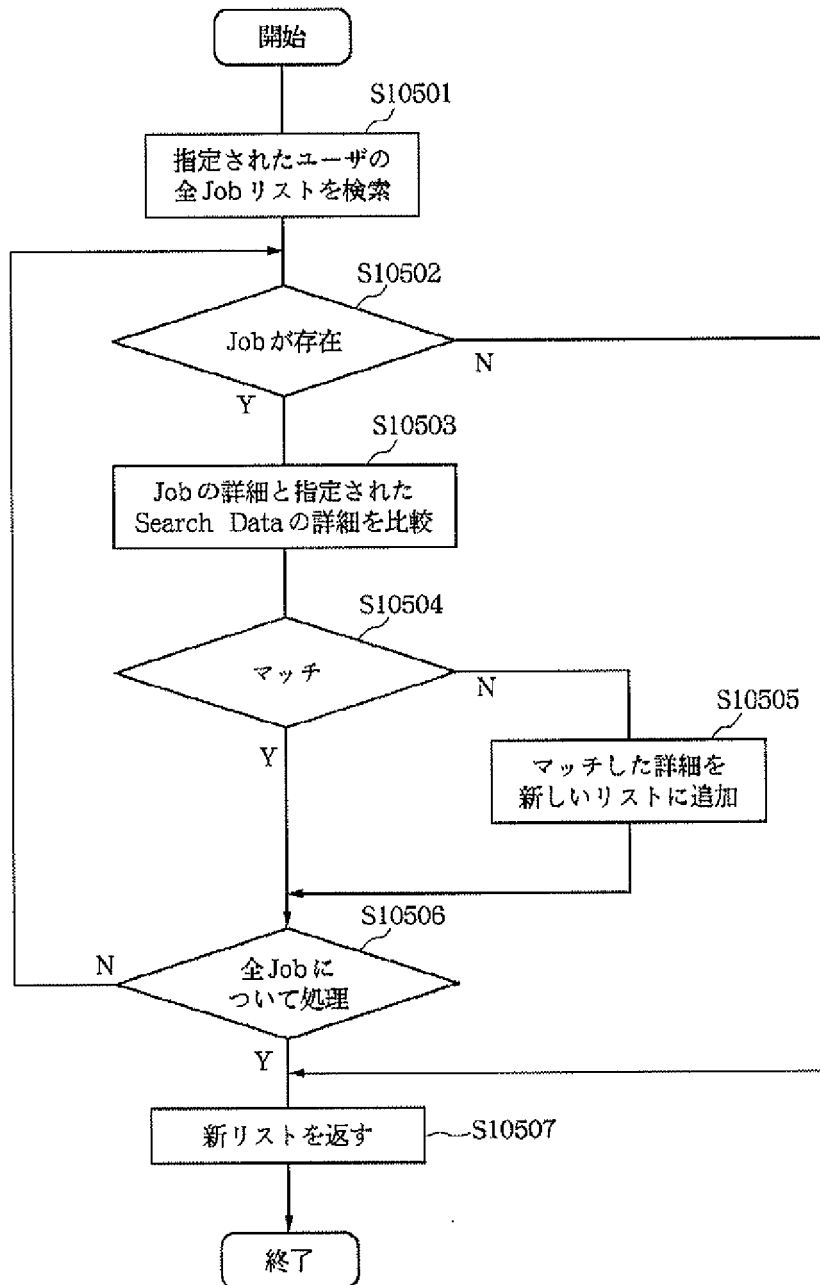 開始
S10501
指定されたユーザの
全Jobリストを検索
S10502
Jobが存在
N
Y
S10503
Jobの詳細と指定された
Search Dataの詳細を比較
S10504
マッチ
N
Y
S10505
マッチした詳細を
新しいリストに追加
S10506
N
全Jobに
ついて処理
Y
新リストを返す
S10507
終了